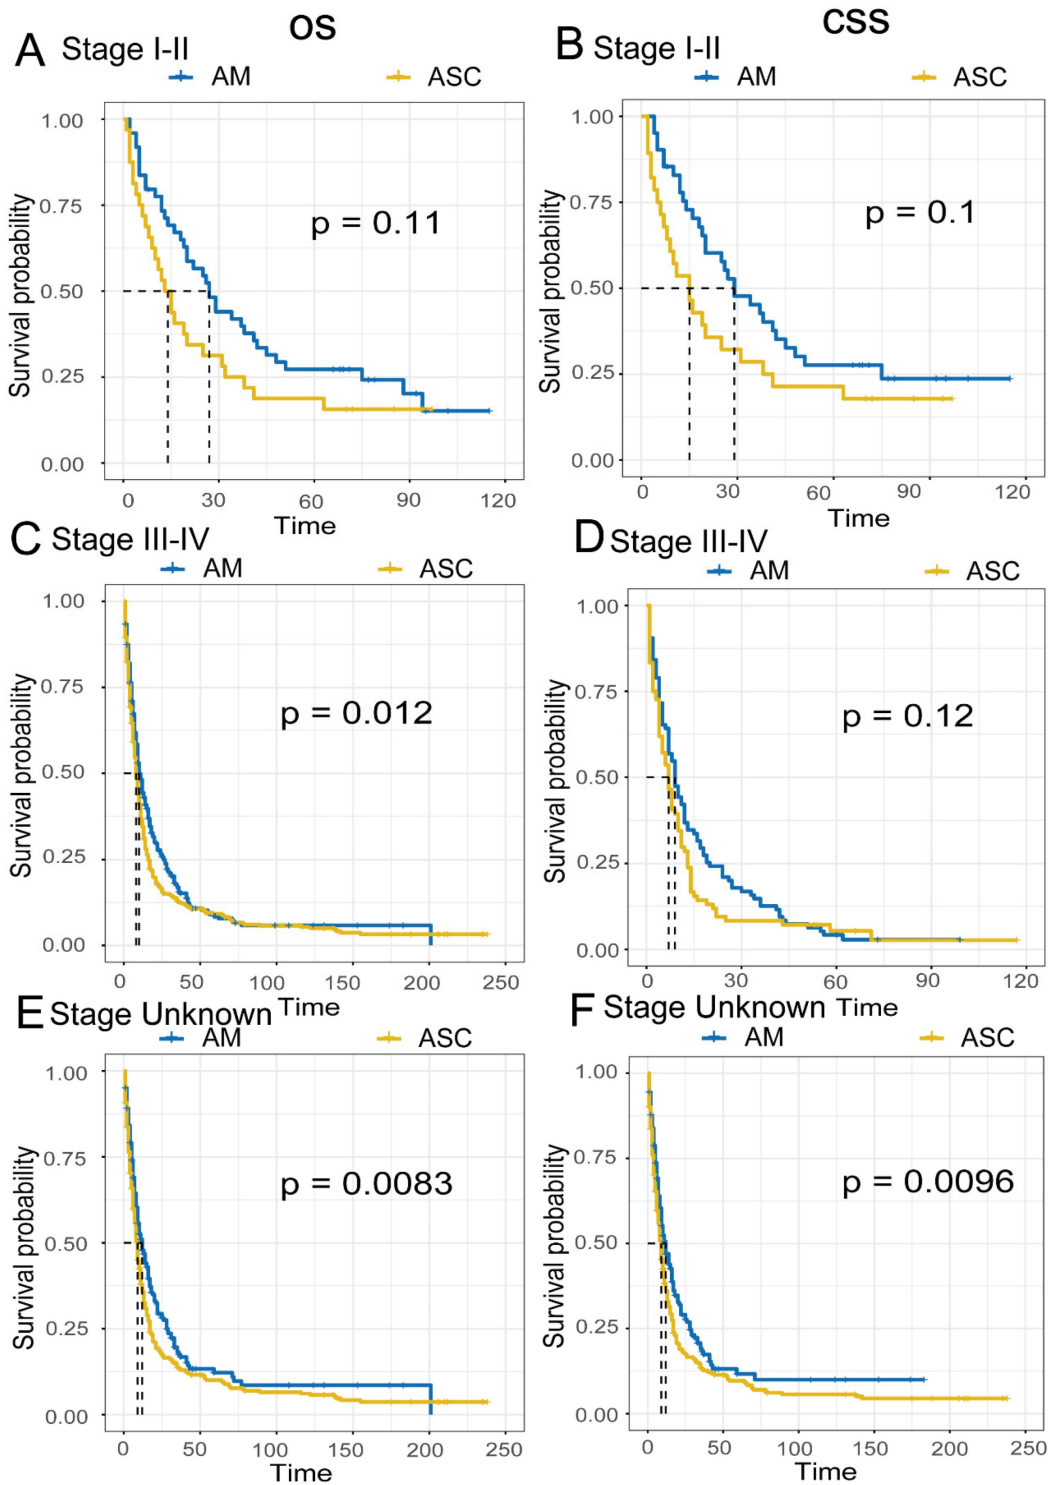 OS
CSS
A Stage I-II
AM ASC
Survival probability
1.00
0.75
0.50
0.25
0.00
p = 0.11
0 30 60 90 120
Time
B Stage I-II
AM ASC
Survival probability
1.00
0.75
0.50
0.25
0.00
p = 0.1
0 30 60 90 120
Time
C Stage III-IV
AM ASC
Survival probability
1.00
0.75
0.50
0.25
0.00
p = 0.012
0 50 100 150 200 250
Time
D Stage III-IV
AM ASC
Survival probability
1.00
0.75
0.50
0.25
0.00
p = 0.12
0 30 60 90 120
Time
E Stage Unknown
AM ASC
Survival probability
1.00
0.75
0.50
0.25
0.00
p = 0.0083
0 50 100 150 200 250
Time
F Stage Unknown
AM ASC
Survival probability
1.00
0.75
0.50
0.25
0.00
p = 0.0096
0 50 100 150 200 250
Time